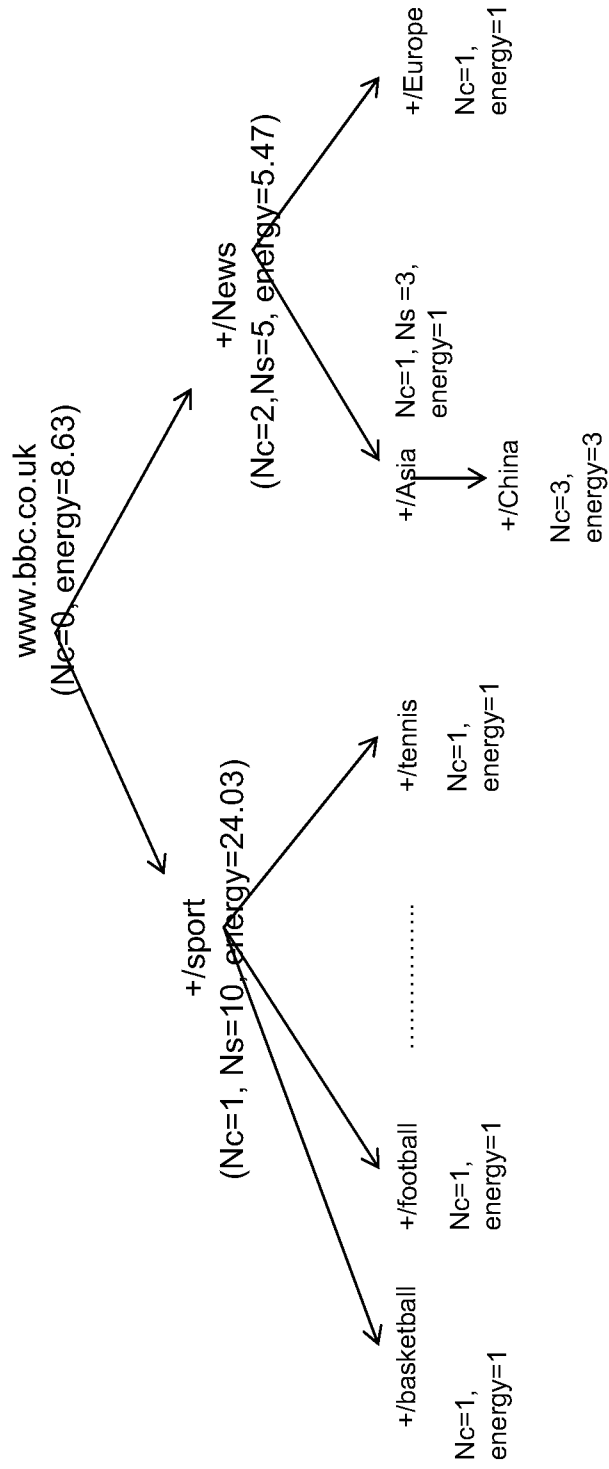 www.bbc.co.uk
(Nc=0, energy=8.63)
+/sport
(Nc=1, Ns=10, energy=24.03)
+/News
(Nc=2,Ns=5, energy=5.47)
+/basketball
Nc=1,
energy=1
+/football
Nc=1,
energy=1
................
+/tennis
Nc=1,
energy=1
+/Asia
Nc=1, Ns =3,
energy=1
+/China
Nc=3,
energy=3
+/Europe
Nc=1,
energy=1